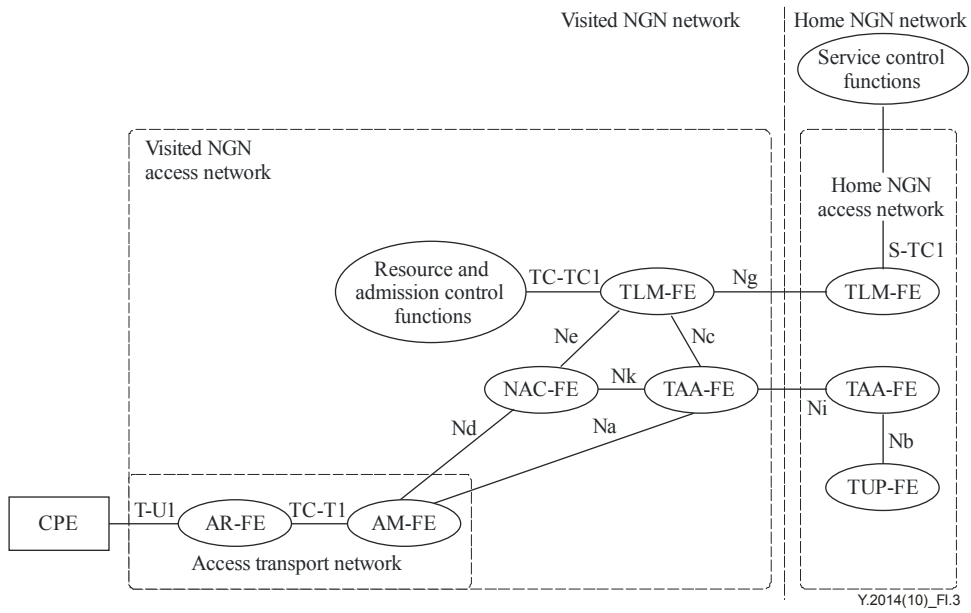 Visited NGN network
Home NGN network
Service control
functions
Visited NGN
access network
Home NGN
access network
S-TC1
Resource and
admission control
functions
TC-TC1
TLM-FE
Ng
TLM-FE
Ne
Nc
NAC-FE
Nk
TAA-FE
Ni
TAA-FE
Nd
Na
Nb
TUP-FE
CPE
T-U1
AR-FE
TC-T1
AM-FE
Access transport network
Y.2014(10)_FI.3